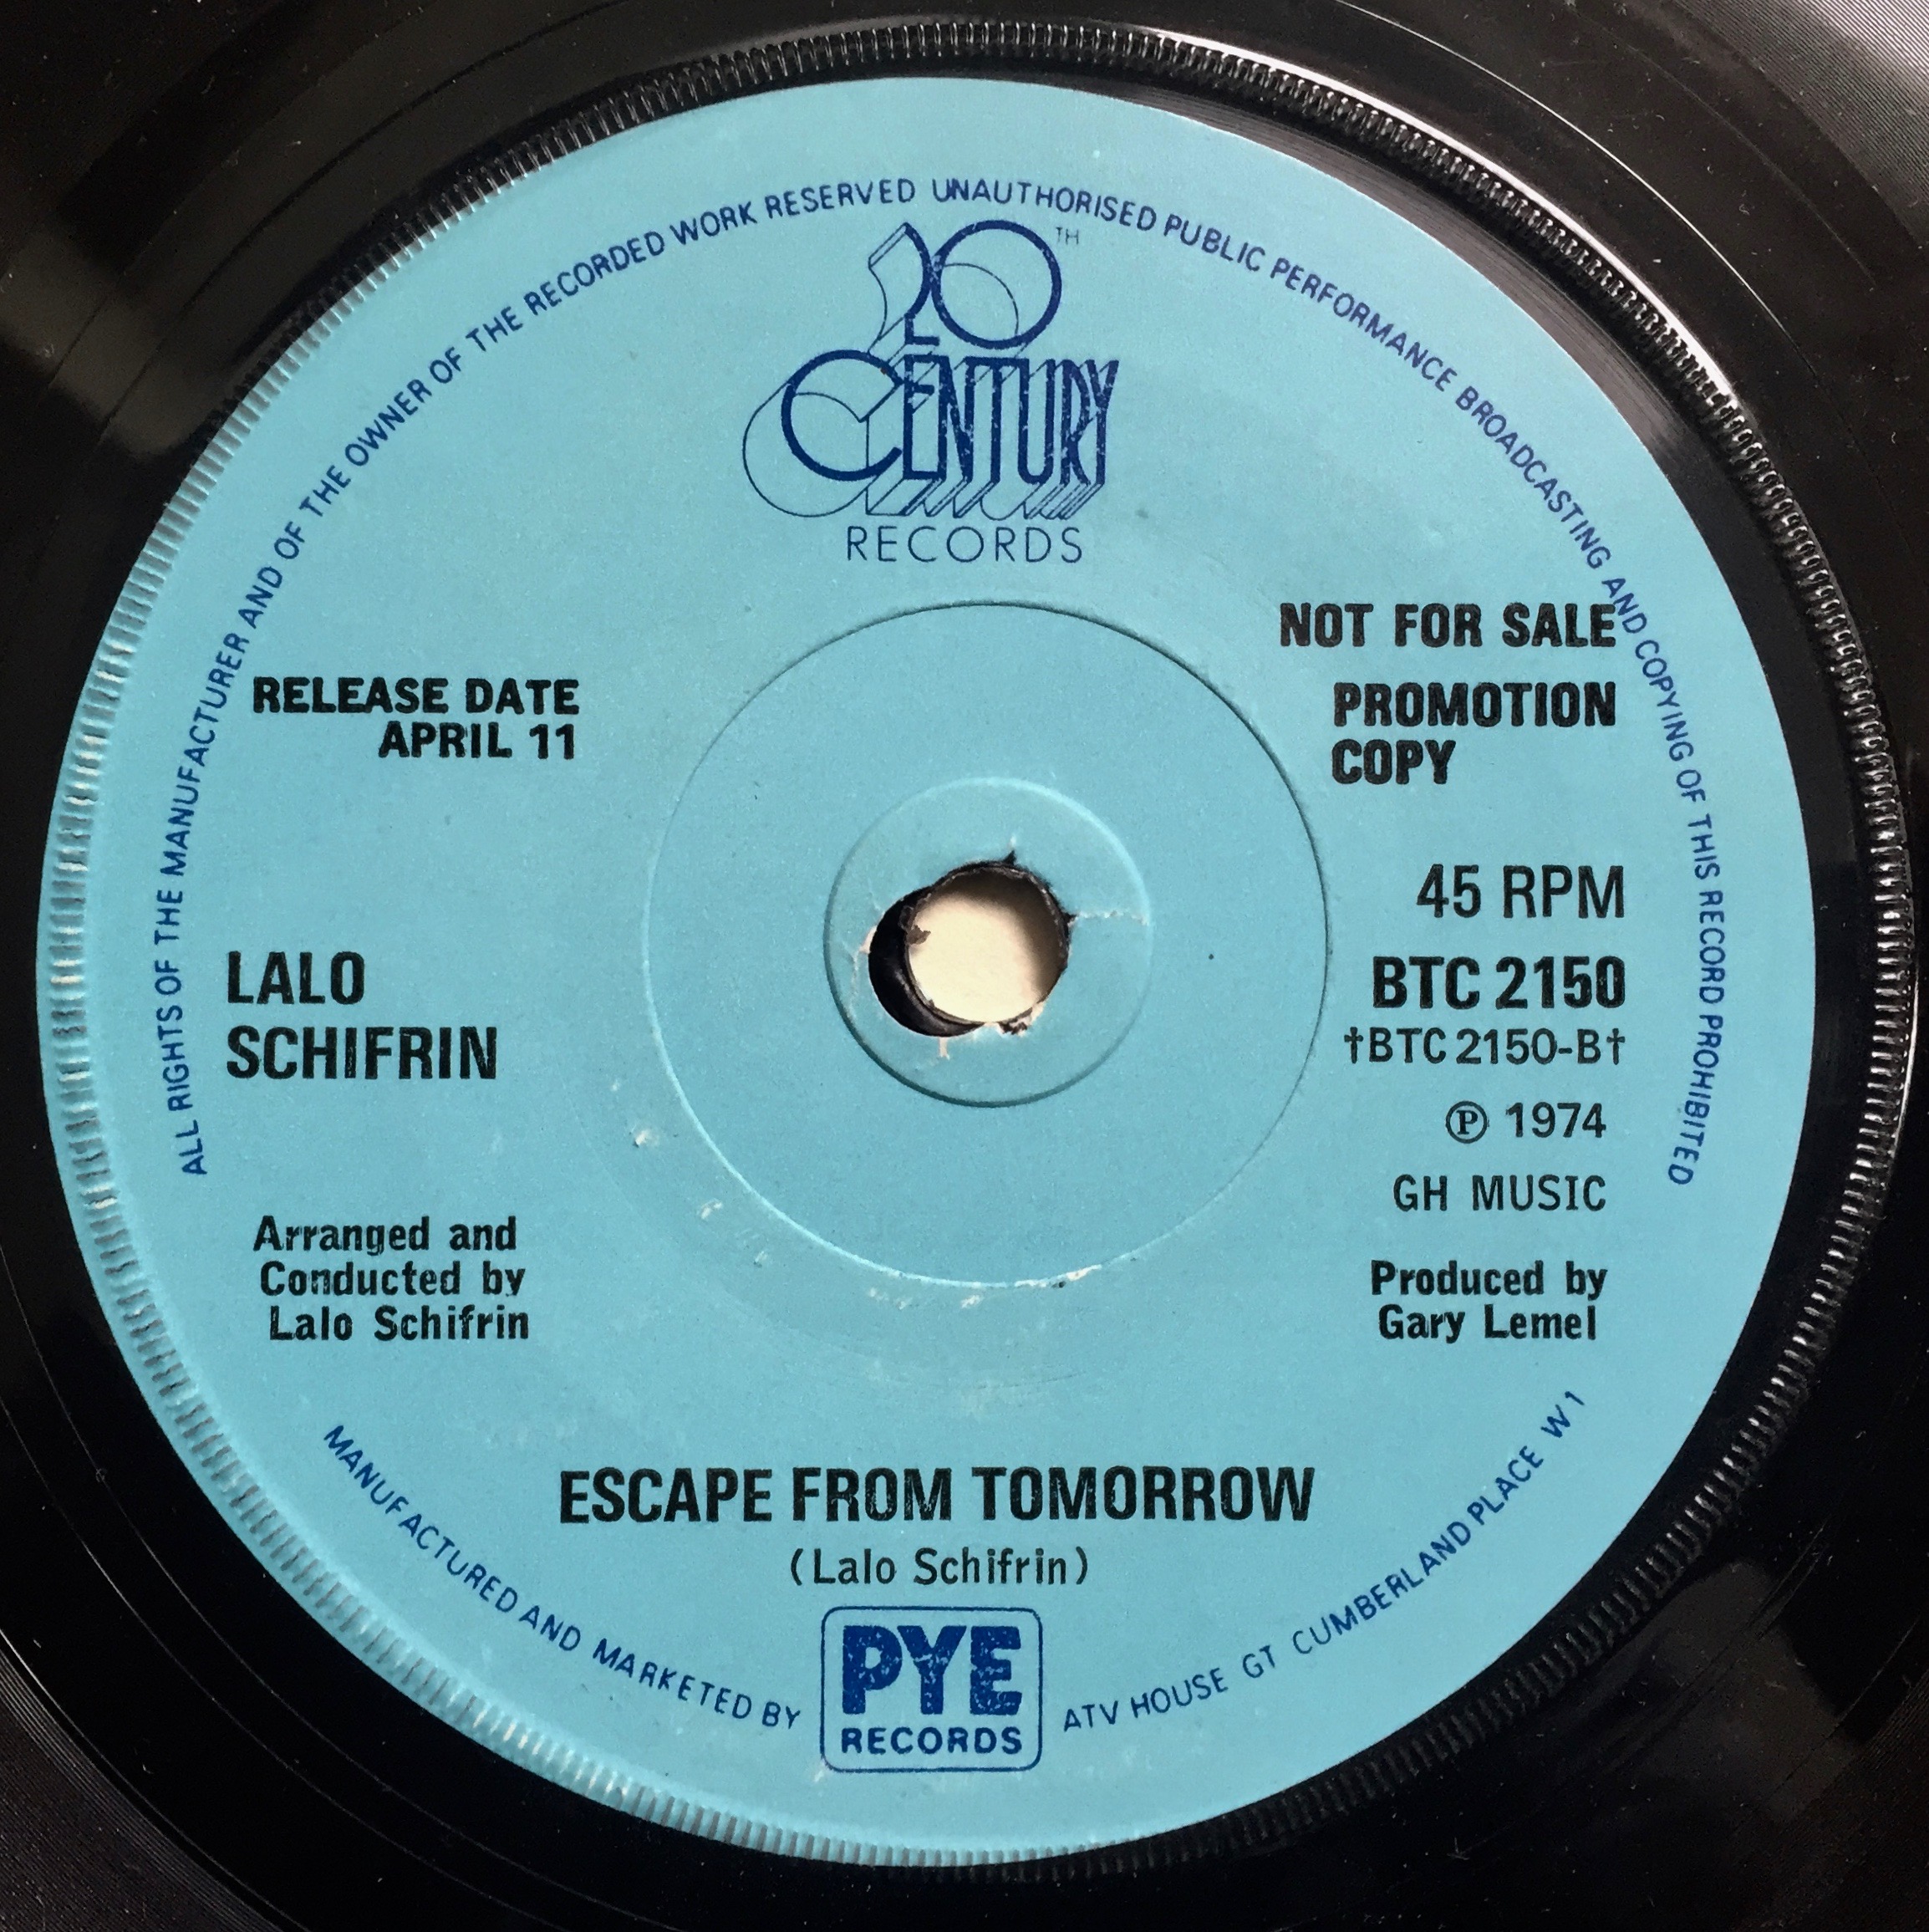 ALL RIGHTS OF THE MANUFACTURER AND OF THE OWNER OF THE RECORDED WORK RESERVED UNAUTHORISED PUBLIC PERFORMANCE BROADCASTING AND COPYING OF THIS RECORD PROHIBITED
20TH
CENTURY
RECORDS
NOT FOR SALE
RELEASE DATE
APRIL 11
PROMOTION
COPY
45 RPM
LALO
SCHIFRIN
BTC 2150
†BTC 2150-B†
℗ 1974
GH MUSIC
Arranged and
Conducted by
Lalo Schifrin
Produced by
Gary Lemel
ESCAPE FROM TOMORROW
(Lalo Schifrin)
MANUFACTURED AND MARKETED BY
PYE
RECORDS
ATV HOUSE GT CUMBERLAND PLACE W1